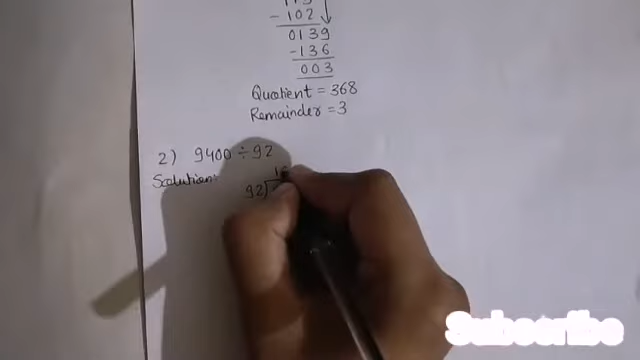 - 102
0139
-136
003
Quotient = 368
Remainder = 3
2) 9400 ÷ 92
Solution:
92)
Subscribe